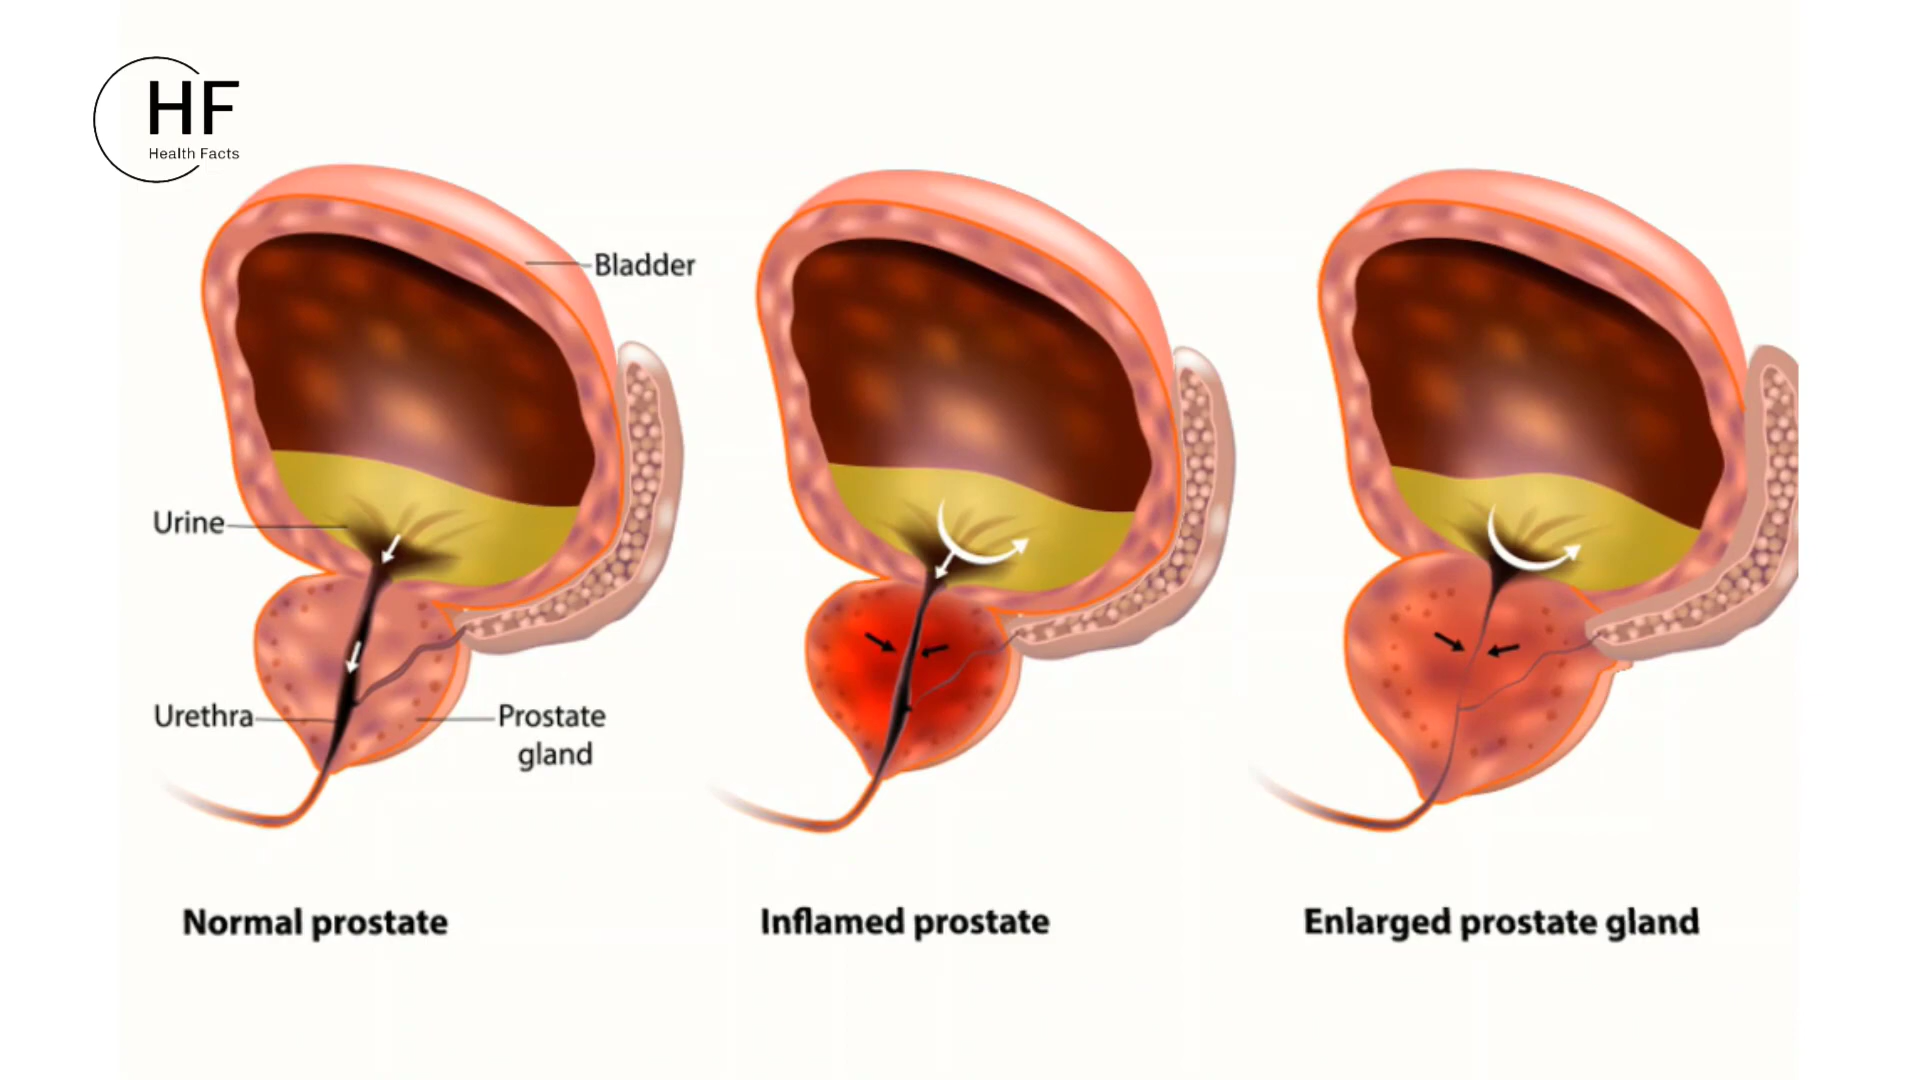 HF
Health Facts
Bladder
Urine
Urethra
Prostate
gland
Normal prostate
Inflamed prostate
Enlarged prostate gland